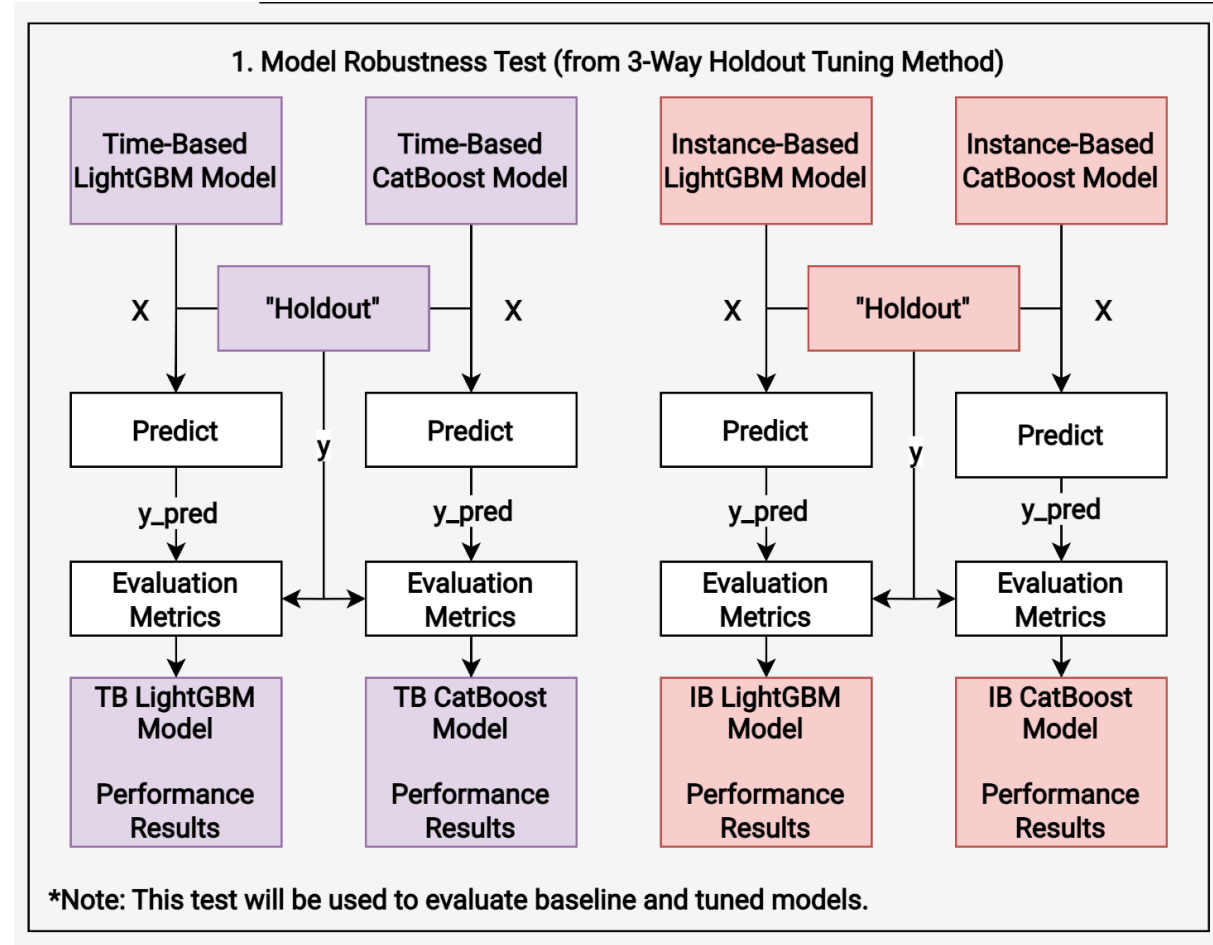 1. Model Robustness Test (from 3-Way Holdout Tuning Method)
Time-Based
LightGBM Model
Time-Based
CatBoost Model
Instance-Based
LightGBM Model
Instance-Based
CatBoost Model
X
"Holdout"
X
X
"Holdout"
X
Predict
y
Predict
Predict
y
Predict
y_pred
y_pred
y_pred
y_pred
Evaluation
Metrics
Evaluation
Metrics
Evaluation
Metrics
Evaluation
Metrics
TB LightGBM
Model
Performance
Results
TB CatBoost
Model
Performance
Results
IB LightGBM
Model
Performance
Results
IB CatBoost
Model
Performance
Results
*Note: This test will be used to evaluate baseline and tuned models.